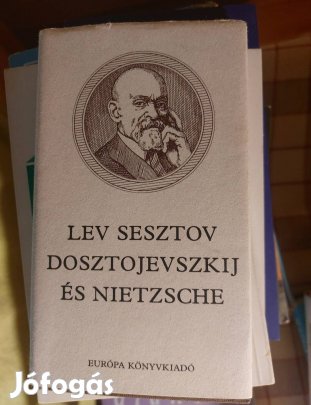 LEV SESZTOV
DOSZTOJEVSZKIJ
ÉS NIETZSCHE
EURÓPA KÖNYVKIADÓ
Jófogás